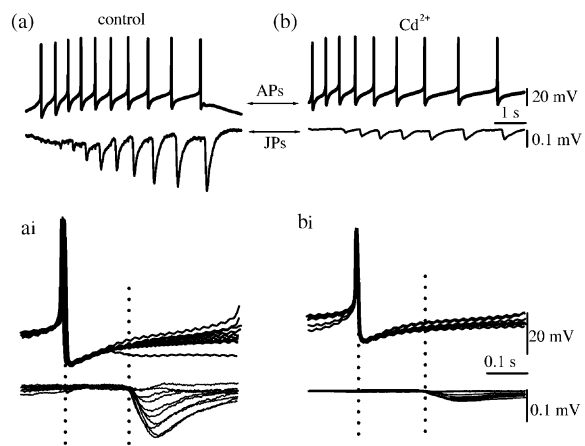 (a) control (b) Cd²⁺
APs
20 mV
1 s
JPs
0.1 mV
ai bi
20 mV
0.1 s
0.1 mV